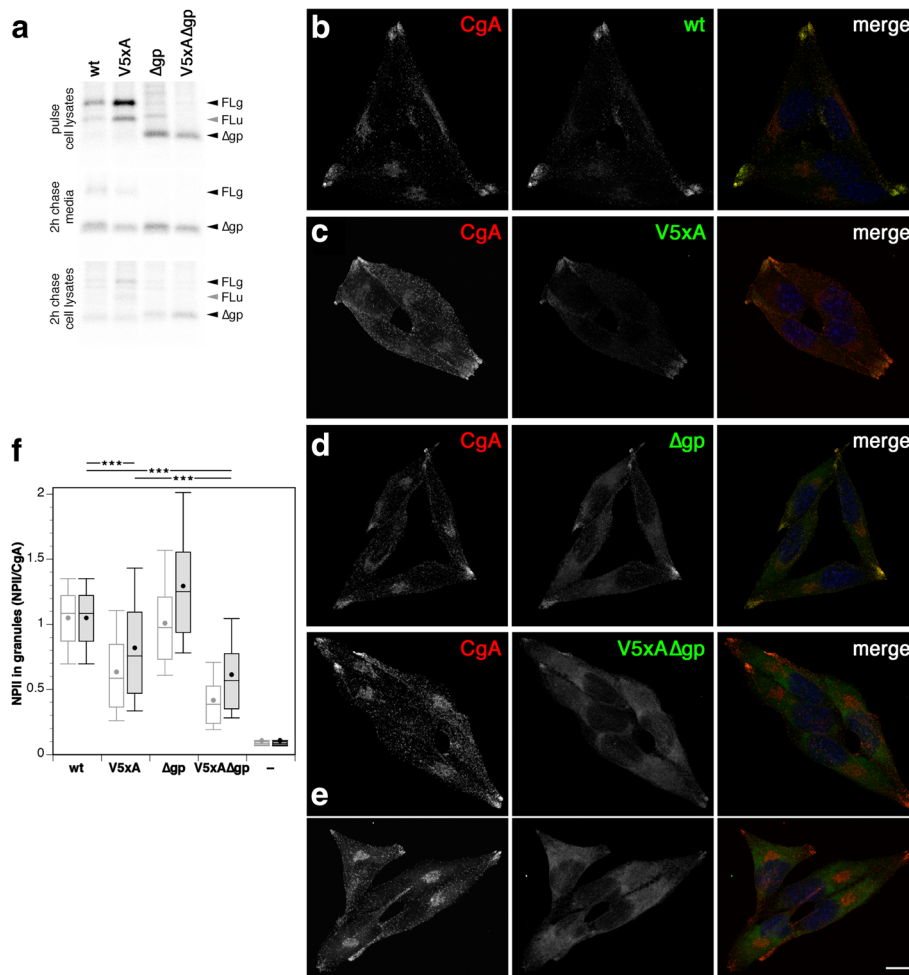 a
wt V5xA Δgp V5xAΔgp
pulse
cell lysates
FLg
FLu
Δgp
2h chase
media
FLg
Δgp
2h chase
cell lysates
FLg
FLu
Δgp
b
CgA
wt
merge
c
CgA
V5xA
merge
d
CgA
Δgp
merge
CgA
V5xAΔgp
merge
e
f
***
***
***
NPII in granules (NPII/CgA)
2
1.5
1
0.5
0
wt V5xA Δgp V5xAΔgp –